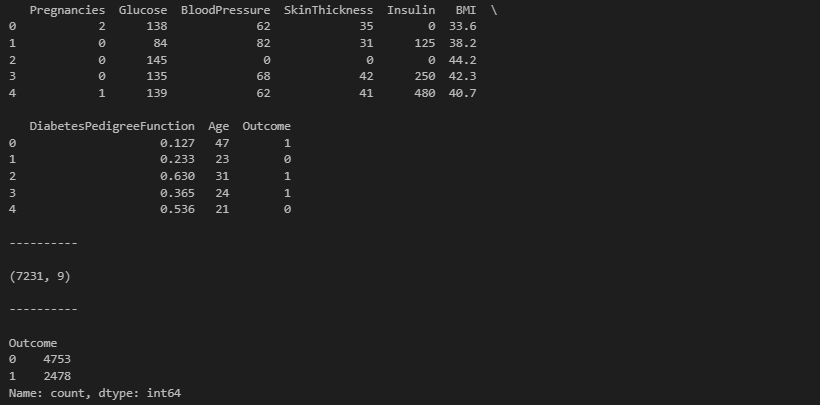 Pregnancies Glucose BloodPressure SkinThickness Insulin BMI \
0 2 138 62 35 0 33.6
1 0 84 82 31 125 38.2
2 0 145 0 0 0 44.2
3 0 135 68 42 250 42.3
4 1 139 62 41 480 40.7
DiabetesPedigreeFunction Age Outcome
0 0.127 47 1
1 0.233 23 0
2 0.630 31 1
3 0.365 24 1
4 0.536 21 0
----------
(7231, 9)
----------
Outcome
0 4753
1 2478
Name: count, dtype: int64